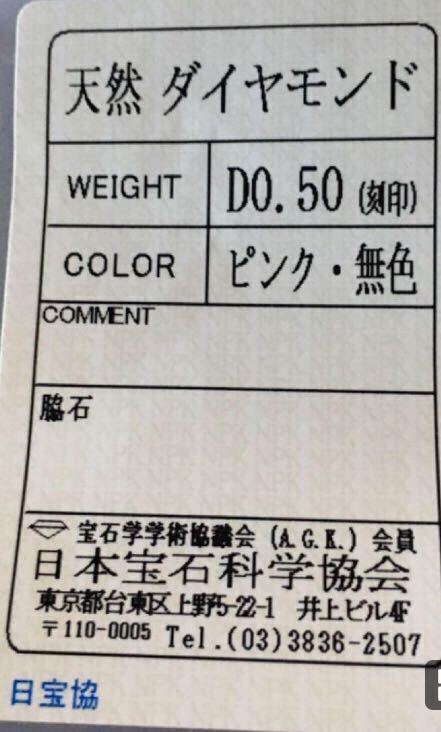 天然 ダイヤモンド
WEIGHT D0.50 (刻印)
COLOR ピンク・無色
COMMENT
脇石
宝石学学術協議会 (A.G.K.) 会員
日本宝石科学協会
東京都台東区上野5-22-1 井上ビル4F
〒110-0005 Tel.(03)3836-2507
日宝協